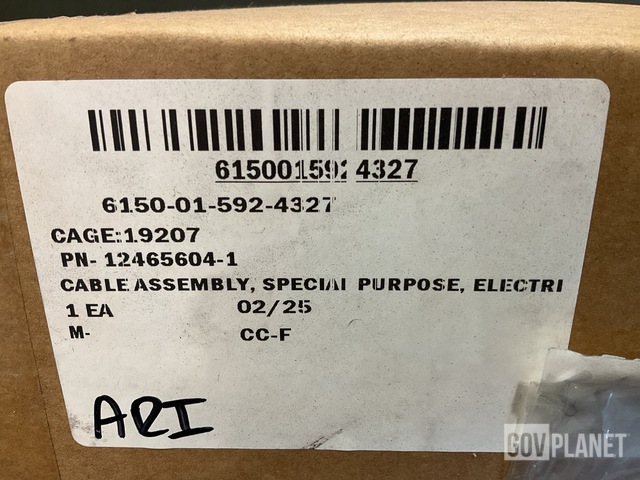 6150015924327
6150-01-592-4327
CAGE:19207
PN- 12465604-1
CABLE ASSEMBLY, SPECIAL PURPOSE, ELECTRI
1 EA 02/25
M- CC-F
ARI
GOVPLANET